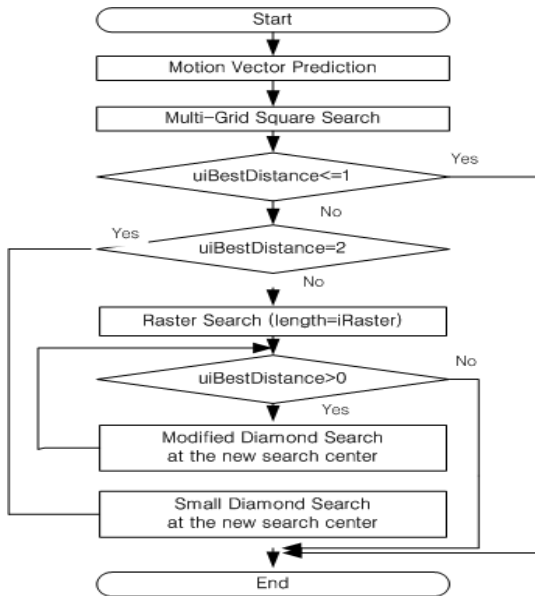 Start
Motion Vector Prediction
Multi-Grid Square Search
uiBestDistance<=1
Yes
No
Yes
uiBestDistance=2
No
Raster Search (length=iRaster)
uiBestDistance>0
No
Yes
Modified Diamond Search
at the new search center
Small Diamond Search
at the new search center
End